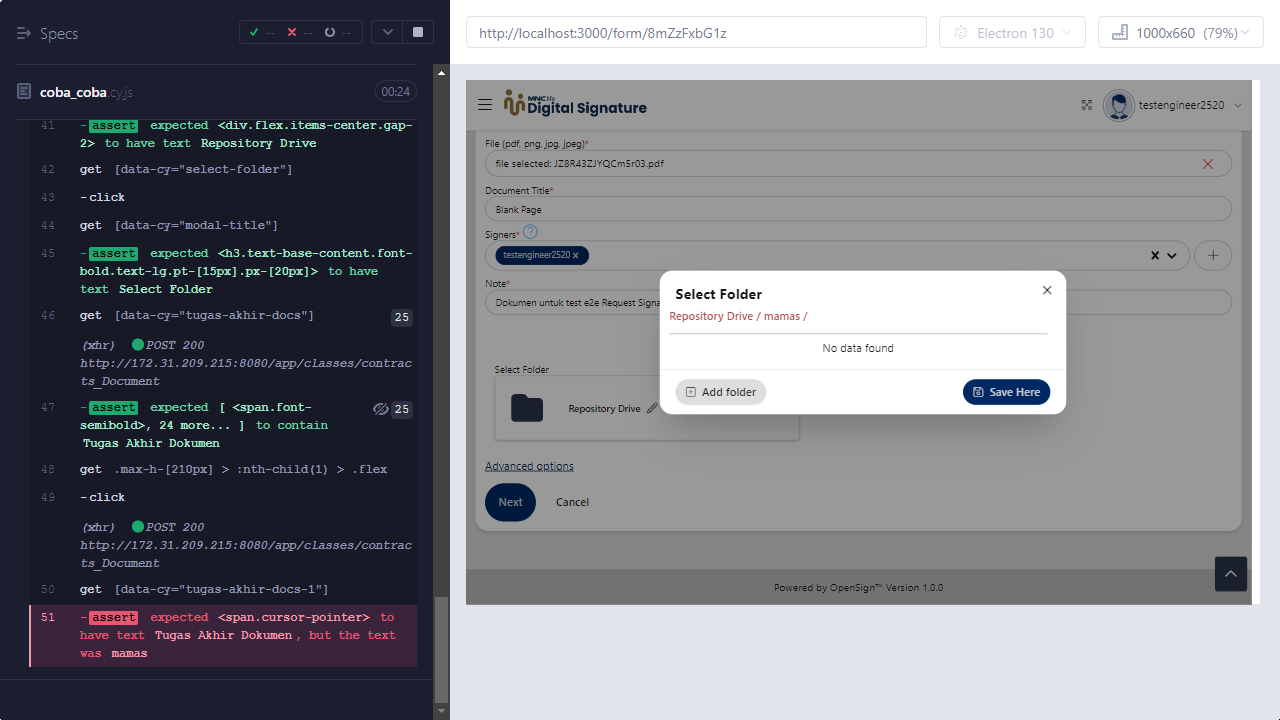 Specs
-- -- --
coba_coba.cy.js
00:24
41 -assert expected <div.flex.items-center.gap-
2> to have text Repository Drive
42 get [data-cy="select-folder"]
43 -click
44 get [data-cy="modal-title"]
45 -assert expected <h3.text-base-content.font-
bold.text-lg.pt-[15px].px-[20px]> to have
text Select Folder
46 get [data-cy="tugas-akhir-docs"] 25
(xhr) POST 200
http://172.31.209.215:8080/app/classes/contrac
ts_Document
47 -assert expected [ <span.font- 25
semibold>, 24 more... ] to contain
Tugas Akhir Dokumen
48 get .max-h-[210px] > :nth-child(1) > .flex
49 -click
(xhr) POST 200
http://172.31.209.215:8080/app/classes/contrac
ts_Document
50 get [data-cy="tugas-akhir-docs-1"]
51 -assert expected <span.cursor-pointer> to
have text Tugas Akhir Dokumen, but the text
was mamas
http://localhost:3000/form/8mZzFxbG1z
Electron 130
1000x660 (79%)
MNC life
Digital Signature
testengineer2520
File (pdf, png, jpg, jpeg)*
file selected: JZ8R43ZJYQCm5r03.pdf
Document Title*
Blank Page
Signers* ?
testengineer2520 x
Note*
Dokumen untuk test e2e Request Signa
Select Folder
Repository Drive / mamas /
No data found
Add folder
Save Here
Select Folder
Repository Drive
Advanced options
Next
Cancel
Powered by OpenSign™ Version 1.0.0